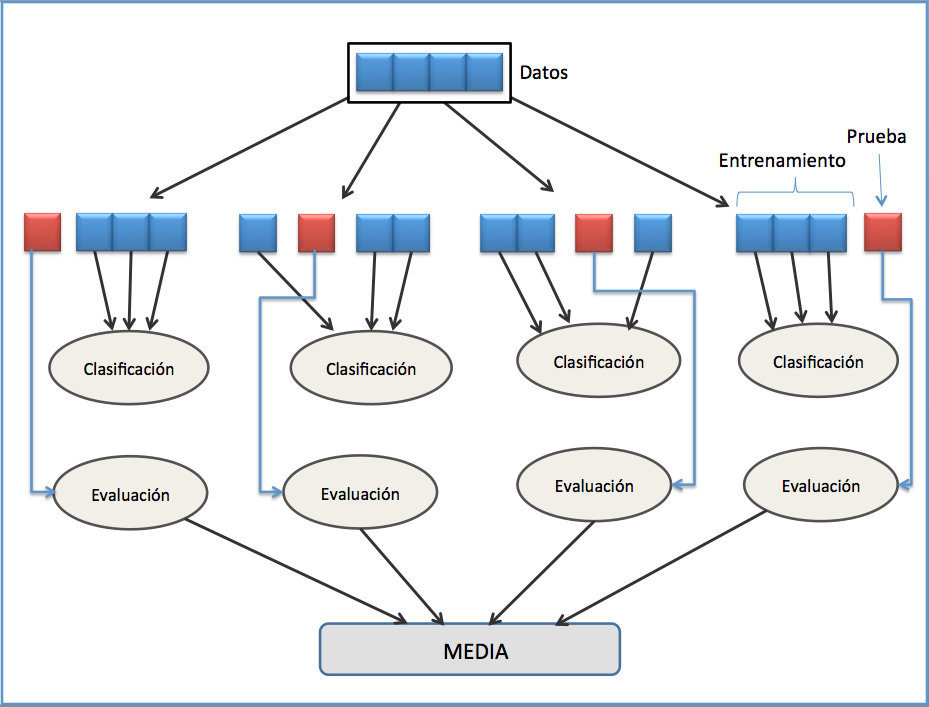 Datos
Prueba
Entrenamiento
Clasificación
Clasificación
Clasificación
Clasificación
Evaluación
Evaluación
Evaluación
Evaluación
MEDIA